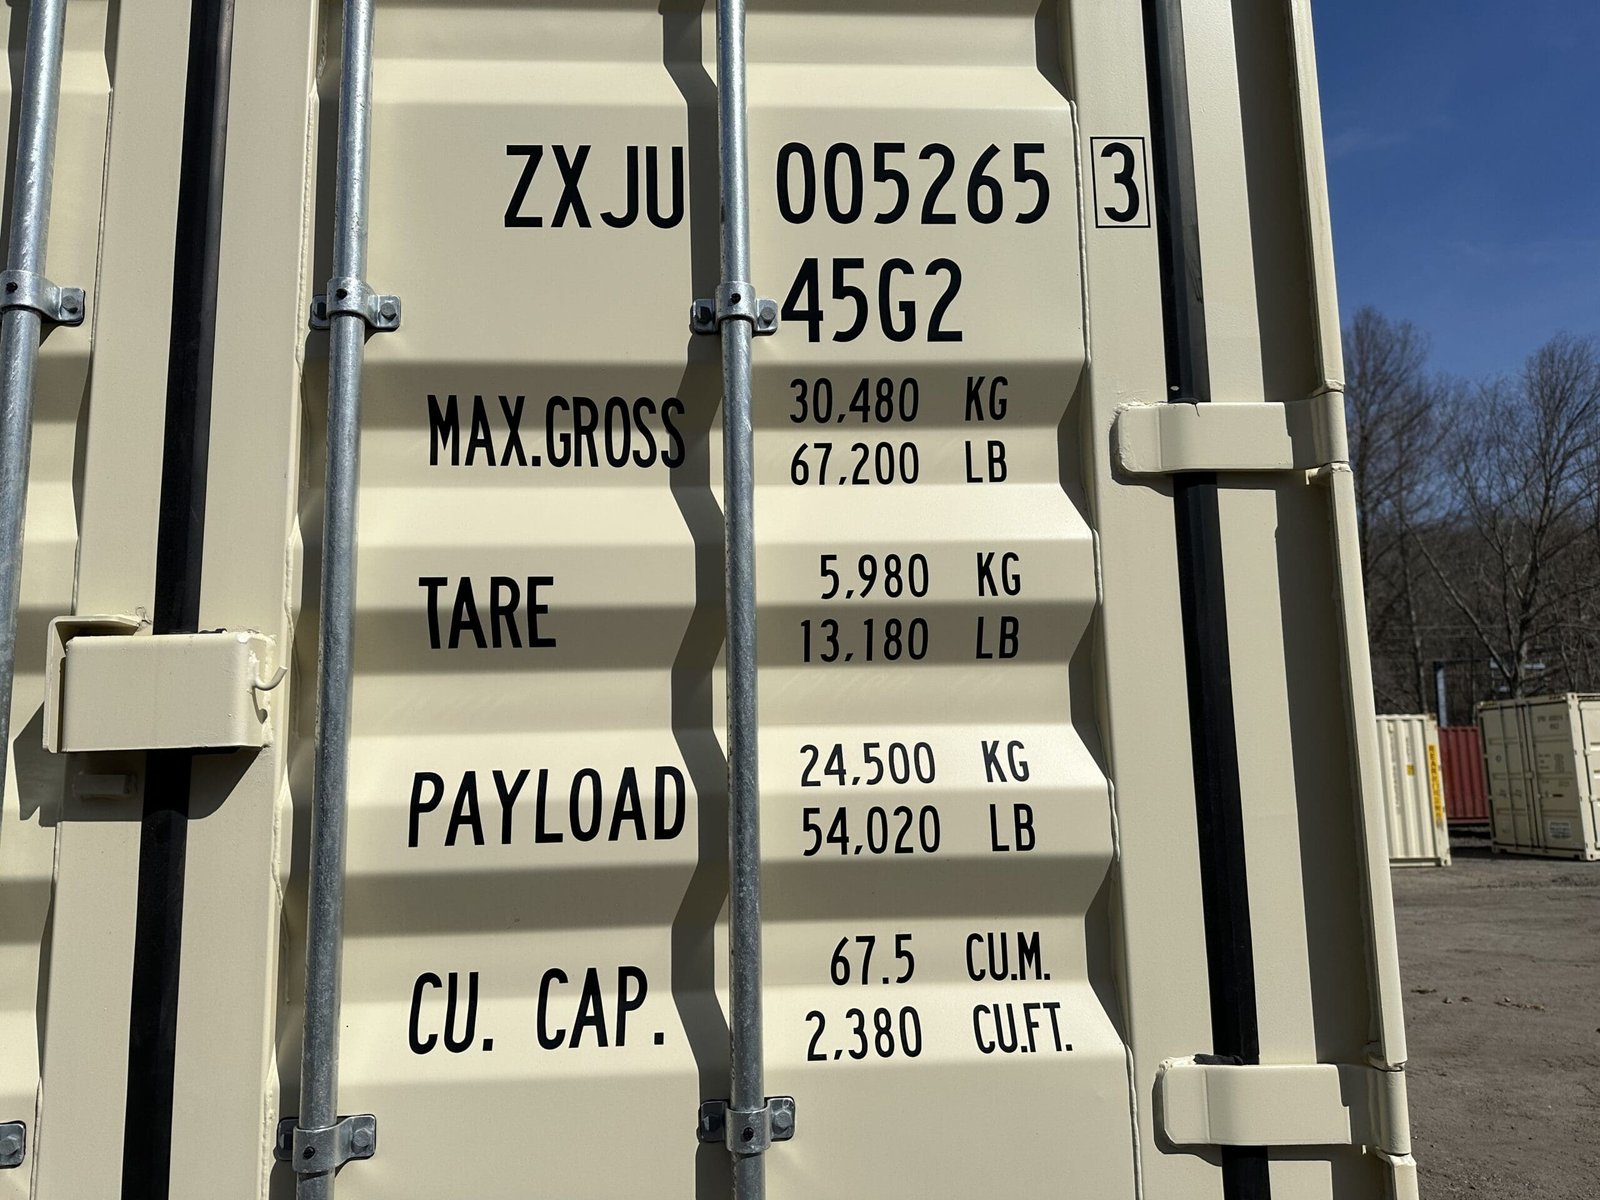 ZXJU 005265 3
45G2
MAX.GROSS 30,480 KG
67,200 LB
TARE 5,980 KG
13,180 LB
PAYLOAD 24,500 KG
54,020 LB
CU. CAP. 67.5 CU.M.
2,380 CU.FT.